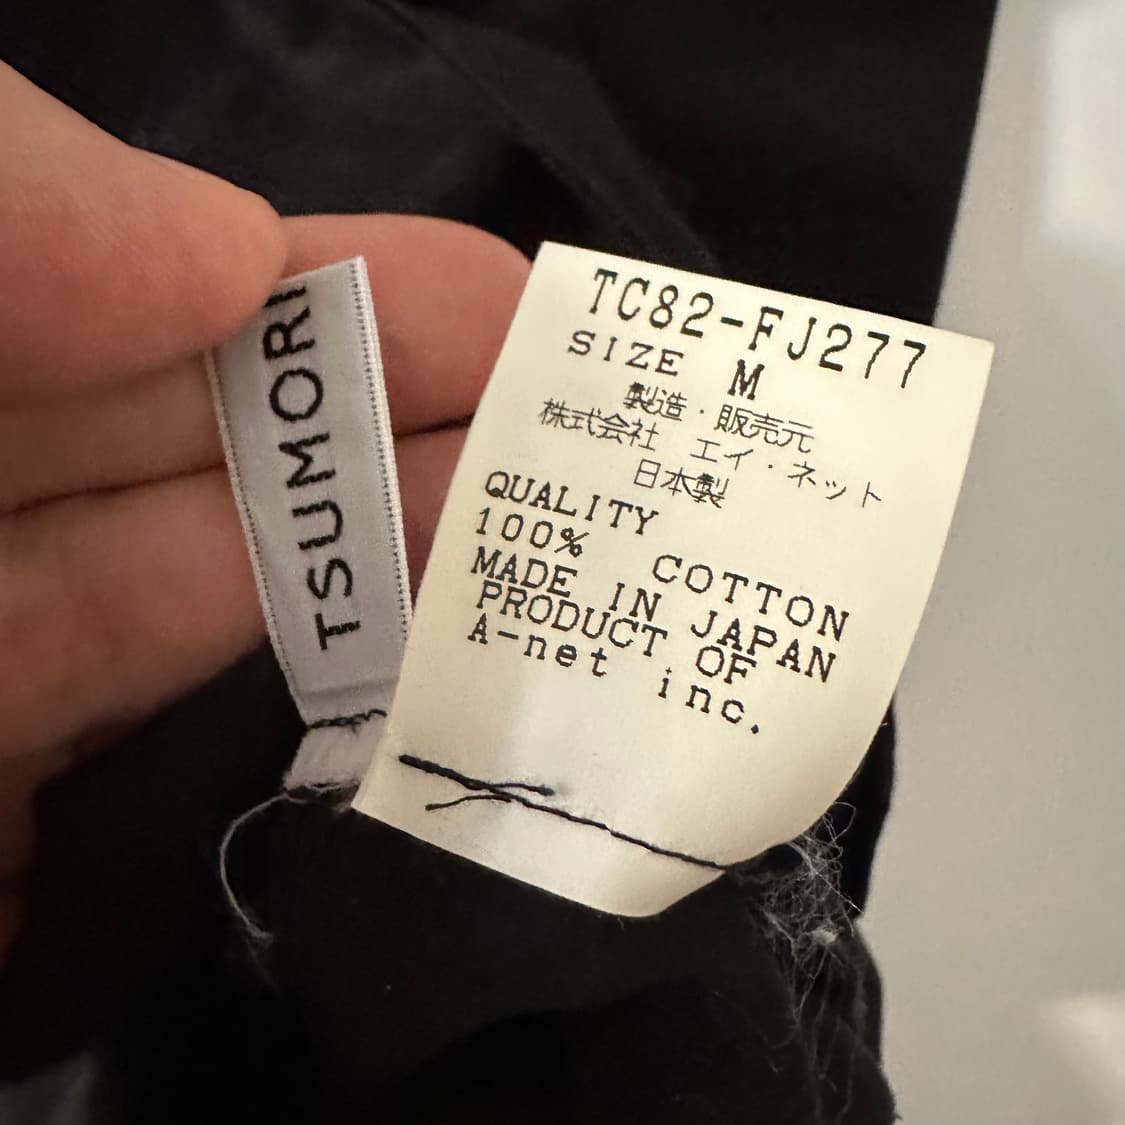 TSUMORI
TC82-FJ277
SIZE M
製造・販売元
株式会社 エイ・ネット
日本製
QUALITY
100% COTTON
MADE IN JAPAN
PRODUCT OF
A-net inc.